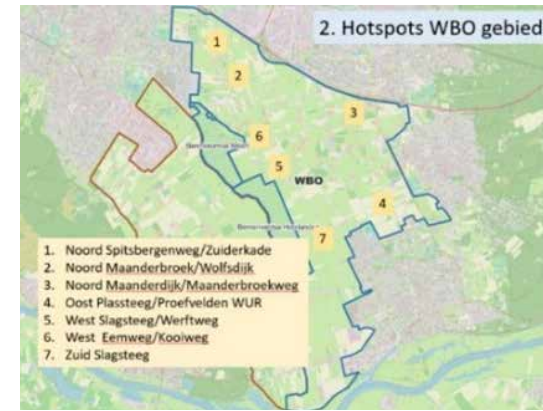 2. Hotspots WBO gebied
1
2
3
6
5
WBO
4
7
1. Noord Spitsbergenweg/Zuiderkade
2. Noord Maanderbroek/Wolfsdijk
3. Noord Maanderdijk/Maanderbroekweg
4. Oost Plassteeg/Proefvelden WUR
5. West Slagsteeg/Werftweg
6. West Eemweg/Kooiweg
7. Zuid Slagsteeg